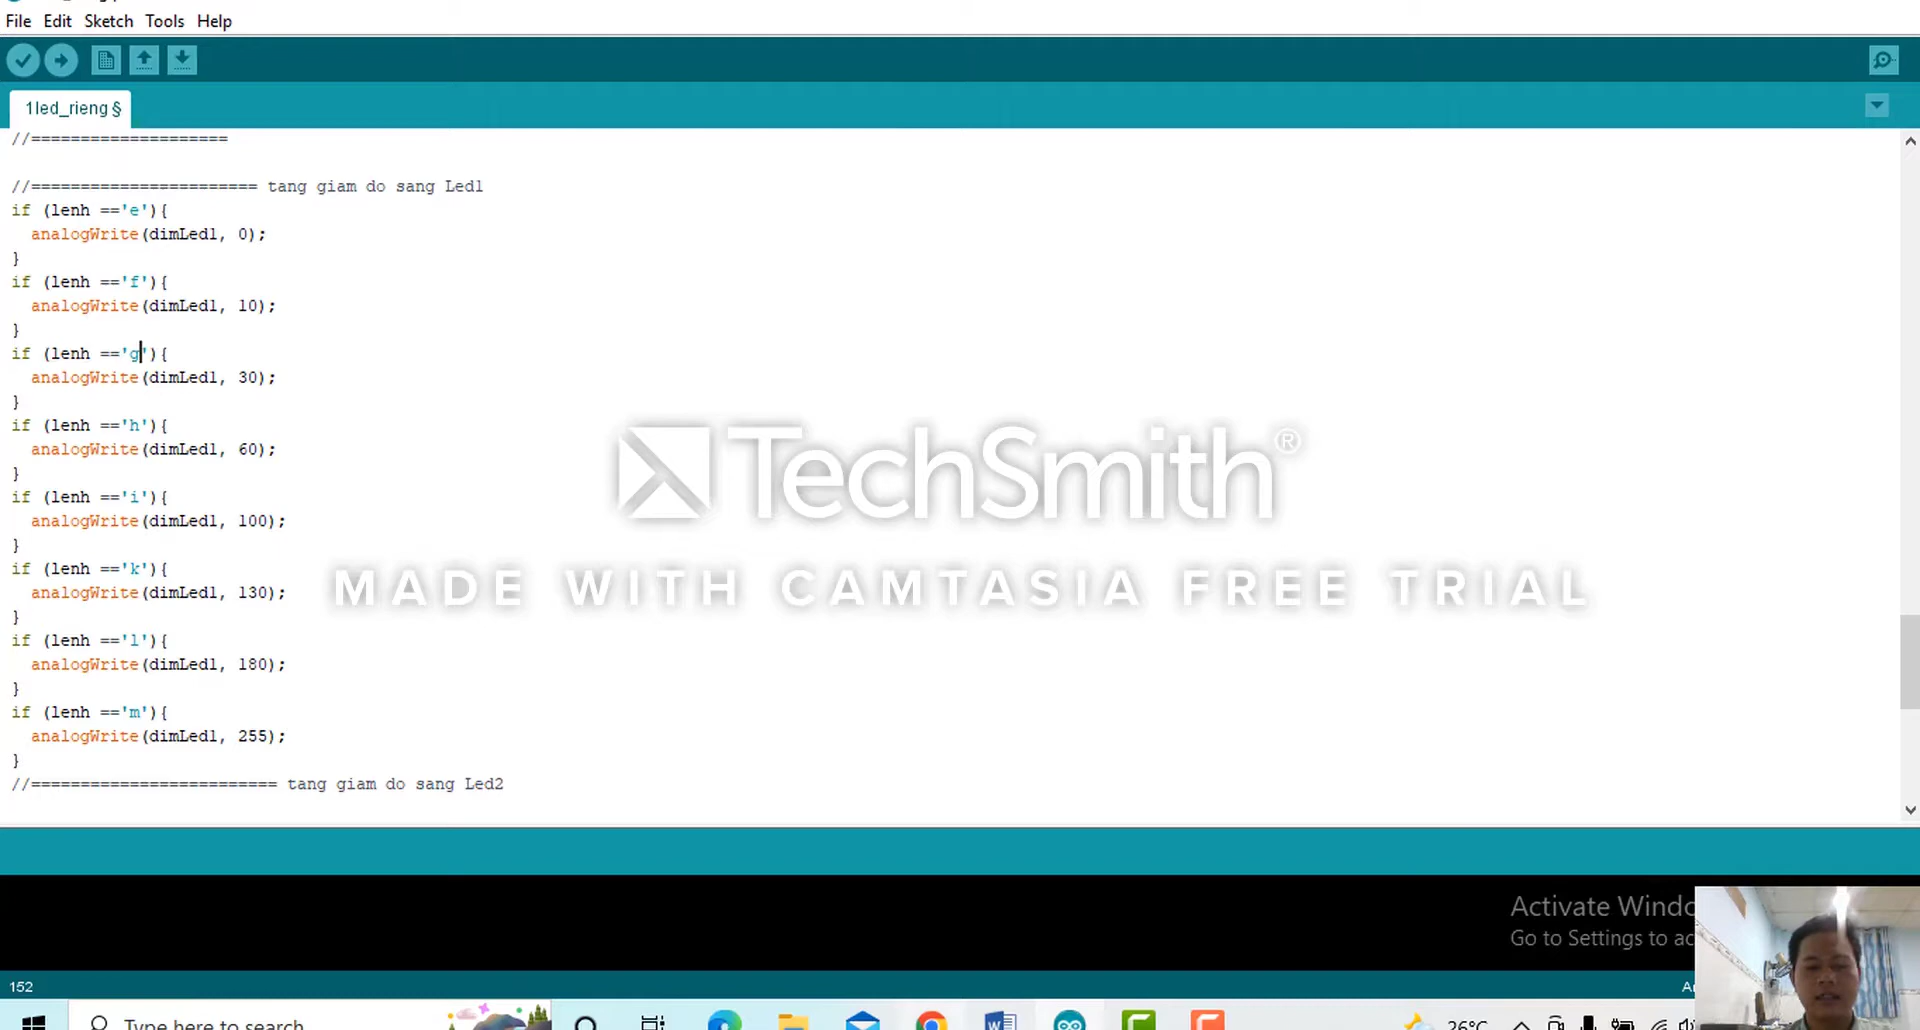 File Edit Sketch Tools Help
1led_rieng §
//====================
//======================= tang giam do sang Led1
if (lenh =='e'){
analogWrite(dimLed1, 0);
}
if (lenh =='f'){
analogWrite(dimLed1, 10);
}
if (lenh =='g'){
analogWrite(dimLed1, 30);
}
if (lenh =='h'){
analogWrite(dimLed1, 60);
}
if (lenh =='i'){
analogWrite(dimLed1, 100);
}
if (lenh =='k'){
analogWrite(dimLed1, 130);
}
if (lenh =='l'){
analogWrite(dimLed1, 180);
}
if (lenh =='m'){
analogWrite(dimLed1, 255);
}
//========================= tang giam do sang Led2
TechSmith®
MADE WITH CAMTASIA FREE TRIAL
Activate Windo
Go to Settings to ac
152
Type here to search
26°C